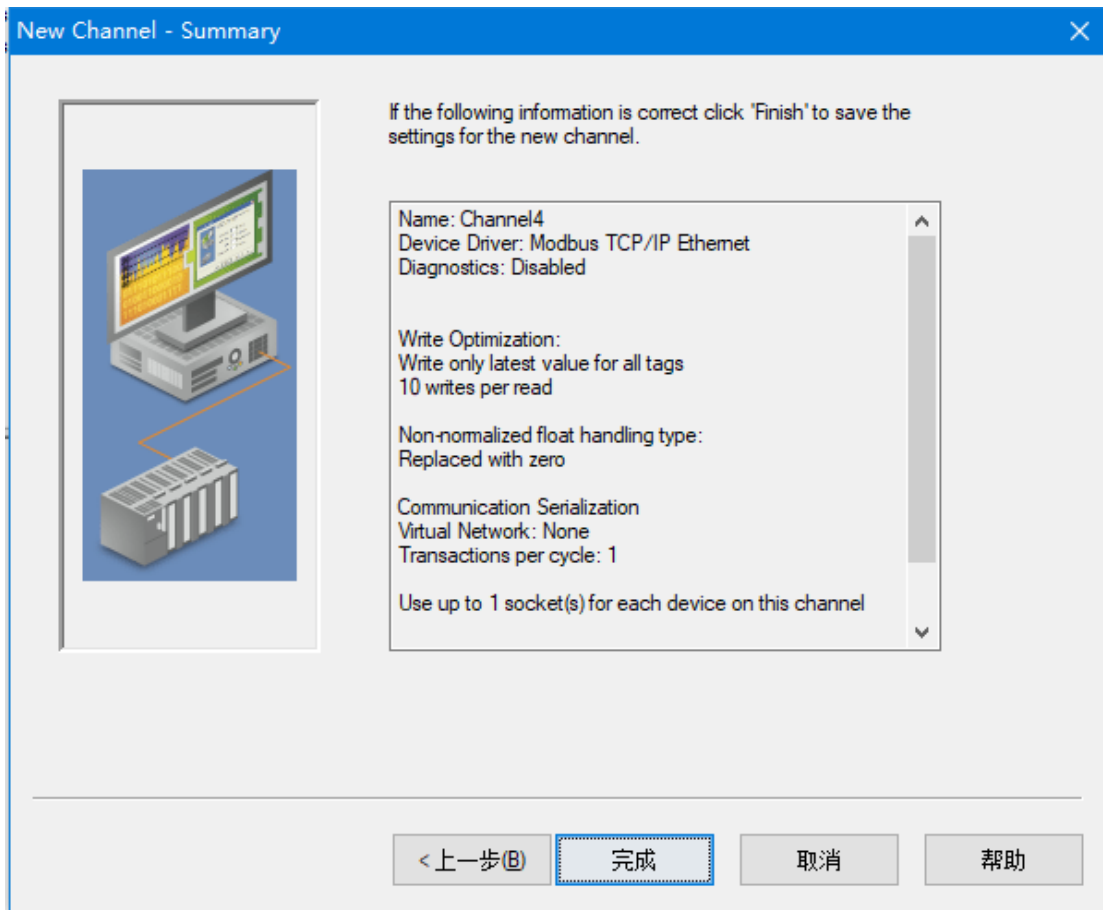 New Channel - Summary
If the following information is correct click 'Finish' to save the
settings for the new channel.
Name: Channel4
Device Driver: Modbus TCP/IP Ethernet
Diagnostics: Disabled
Write Optimization:
Write only latest value for all tags
10 writes per read
Non-normalized float handling type:
Replaced with zero
Communication Serialization
Virtual Network: None
Transactions per cycle: 1
Use up to 1 socket(s) for each device on this channel
<上一步(B) 完成 取消 帮助